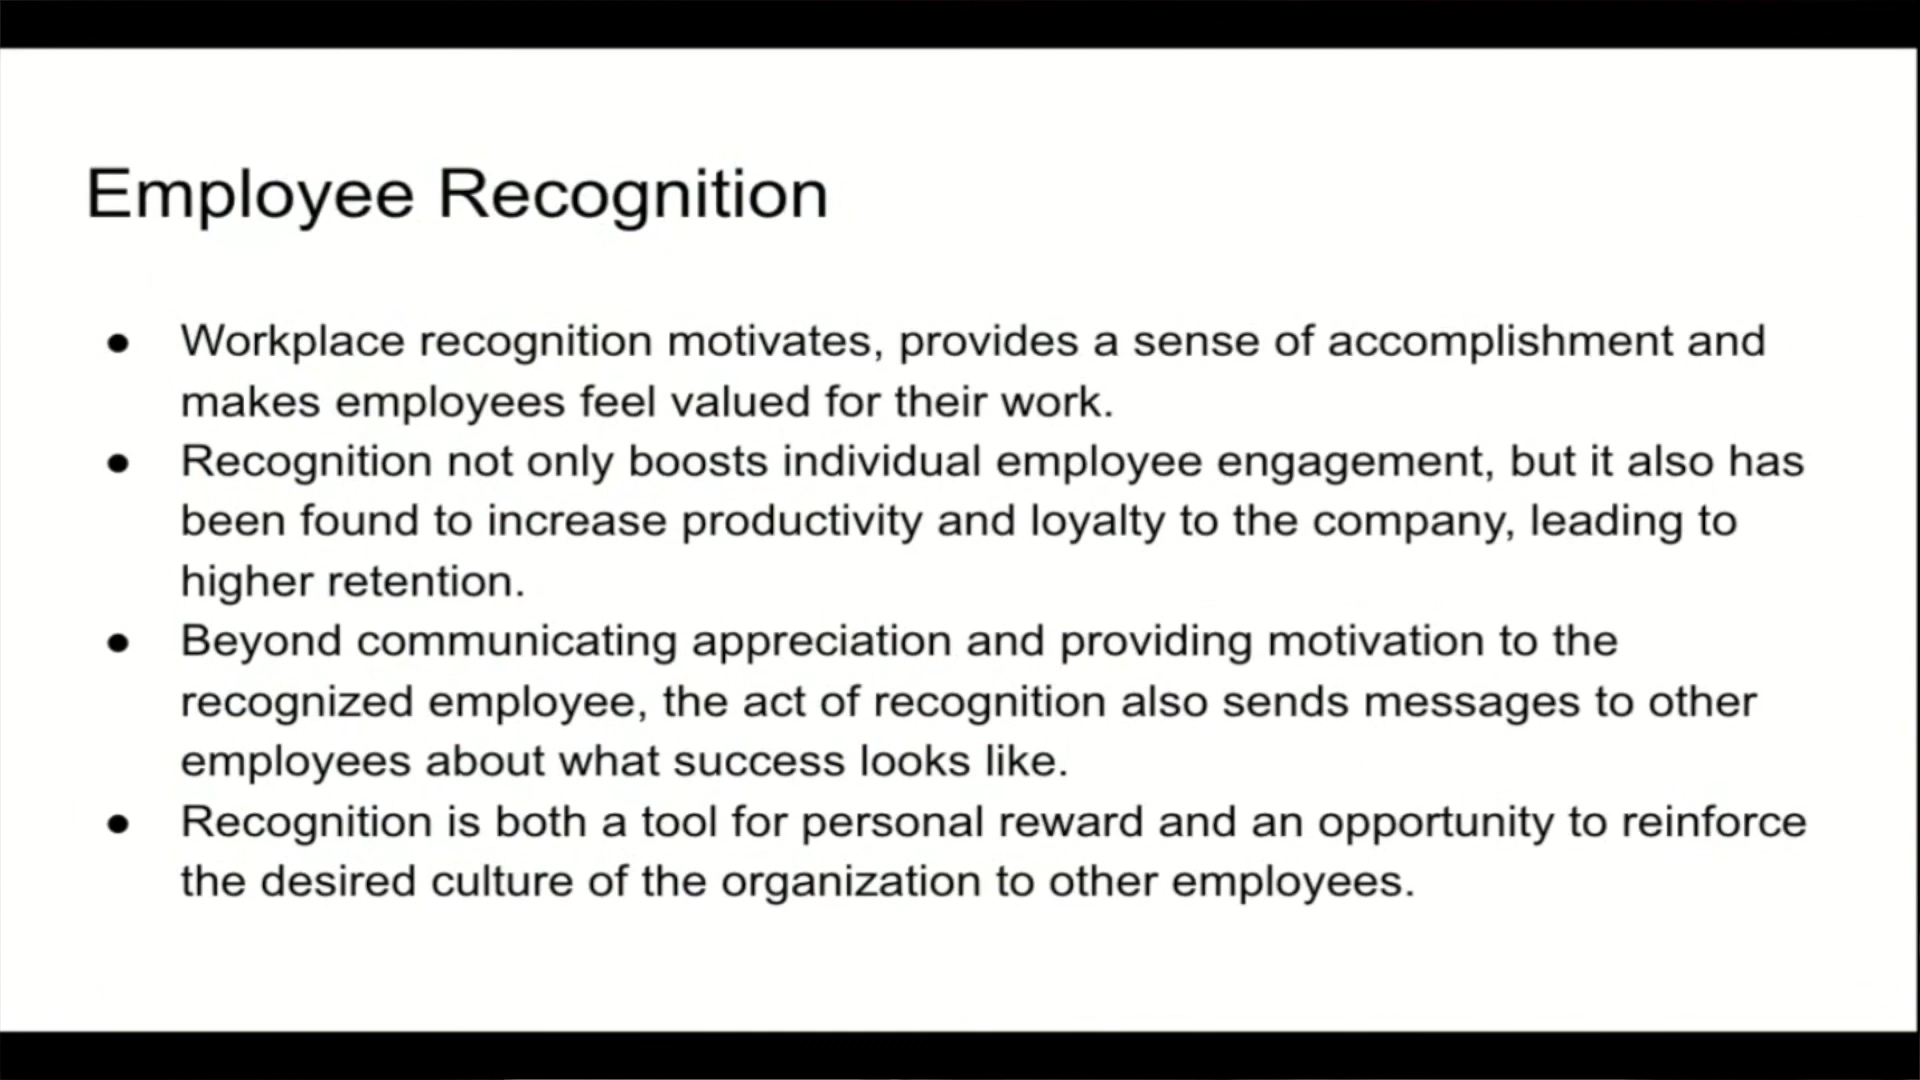 Employee Recognition
● Workplace recognition motivates, provides a sense of accomplishment and
makes employees feel valued for their work.
● Recognition not only boosts individual employee engagement, but it also has
been found to increase productivity and loyalty to the company, leading to
higher retention.
● Beyond communicating appreciation and providing motivation to the
recognized employee, the act of recognition also sends messages to other
employees about what success looks like.
● Recognition is both a tool for personal reward and an opportunity to reinforce
the desired culture of the organization to other employees.